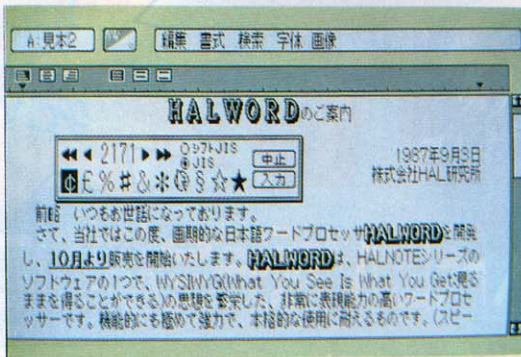 A:見本2 編集 書式 検索 字体 画像
HALWORDのご案内
◀◀ ◀ 2171 ▶ ▶▶ ○シフトJIS ◉JIS 中止
¢ £ % # & * @ § ☆ ★ 入力
1987年9月3日
株式会社HAL研究所
前略 いつもお世話になっております。
さて、当社ではこの度、画期的な日本語ワードプロセッサHALWORDを開発
し、10月より販売を開始いたします。HALWORDは、HALNOTEシリーズの
ソフトウェアの1つで、WYSIWYG(What You See Is What You Get:見る
ままを得ることができる)の思想を繁栄した、非常に表現能力の高いワードプロセ
ッサーです。機能的にも極めて強力で、本格的な使用に耐えるものです。(スピー